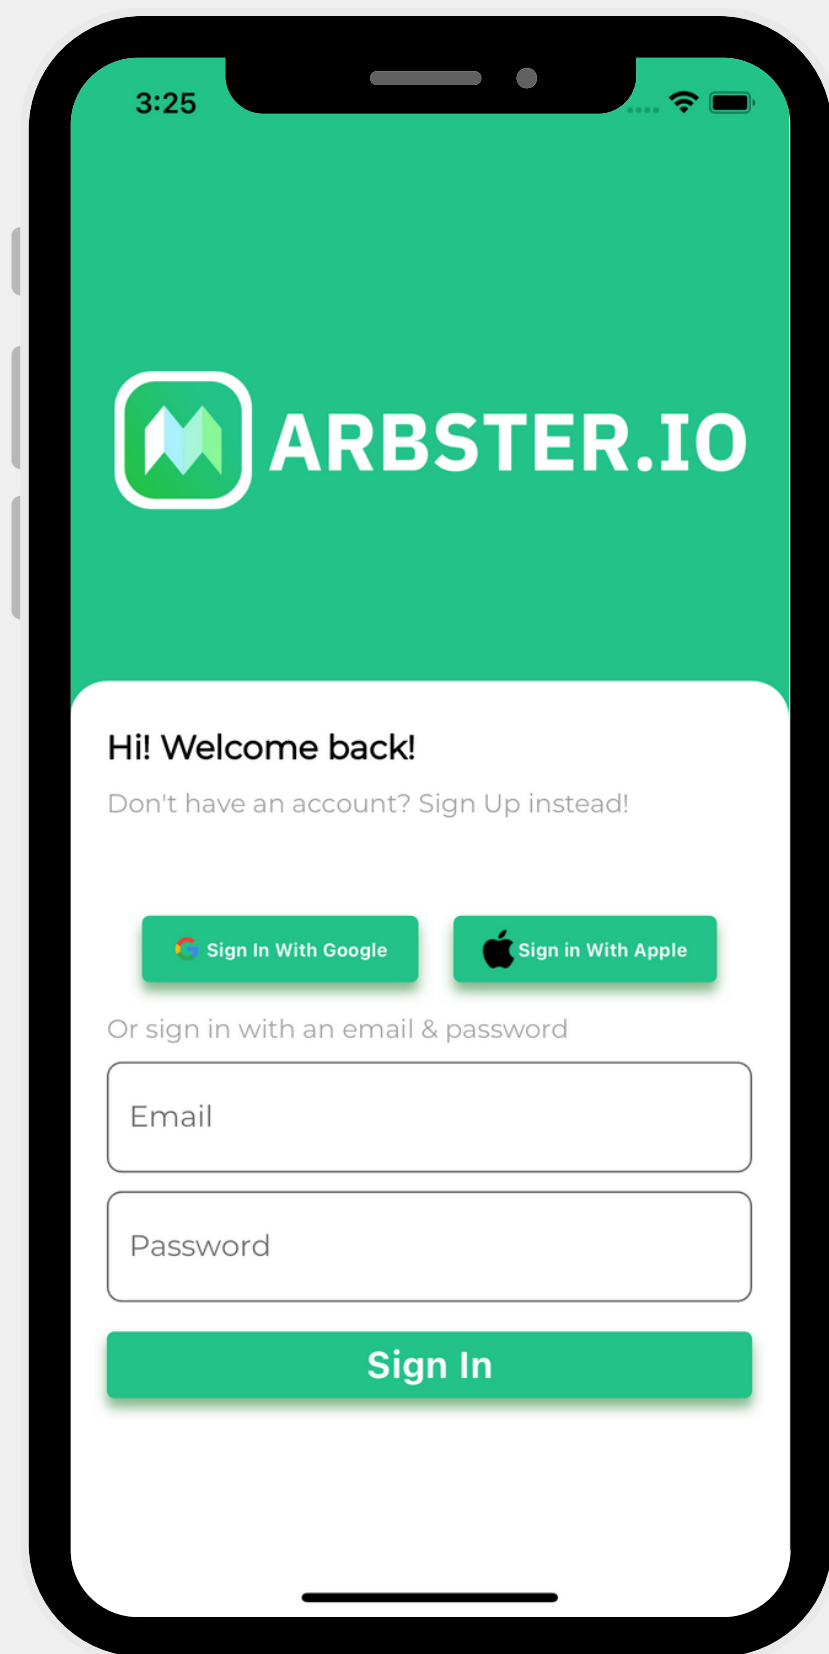 3:25
ARBSTER.IO
Hi! Welcome back!
Don't have an account? Sign Up instead!
Sign In With Google
Sign in With Apple
Or sign in with an email & password
Email
Password
Sign In